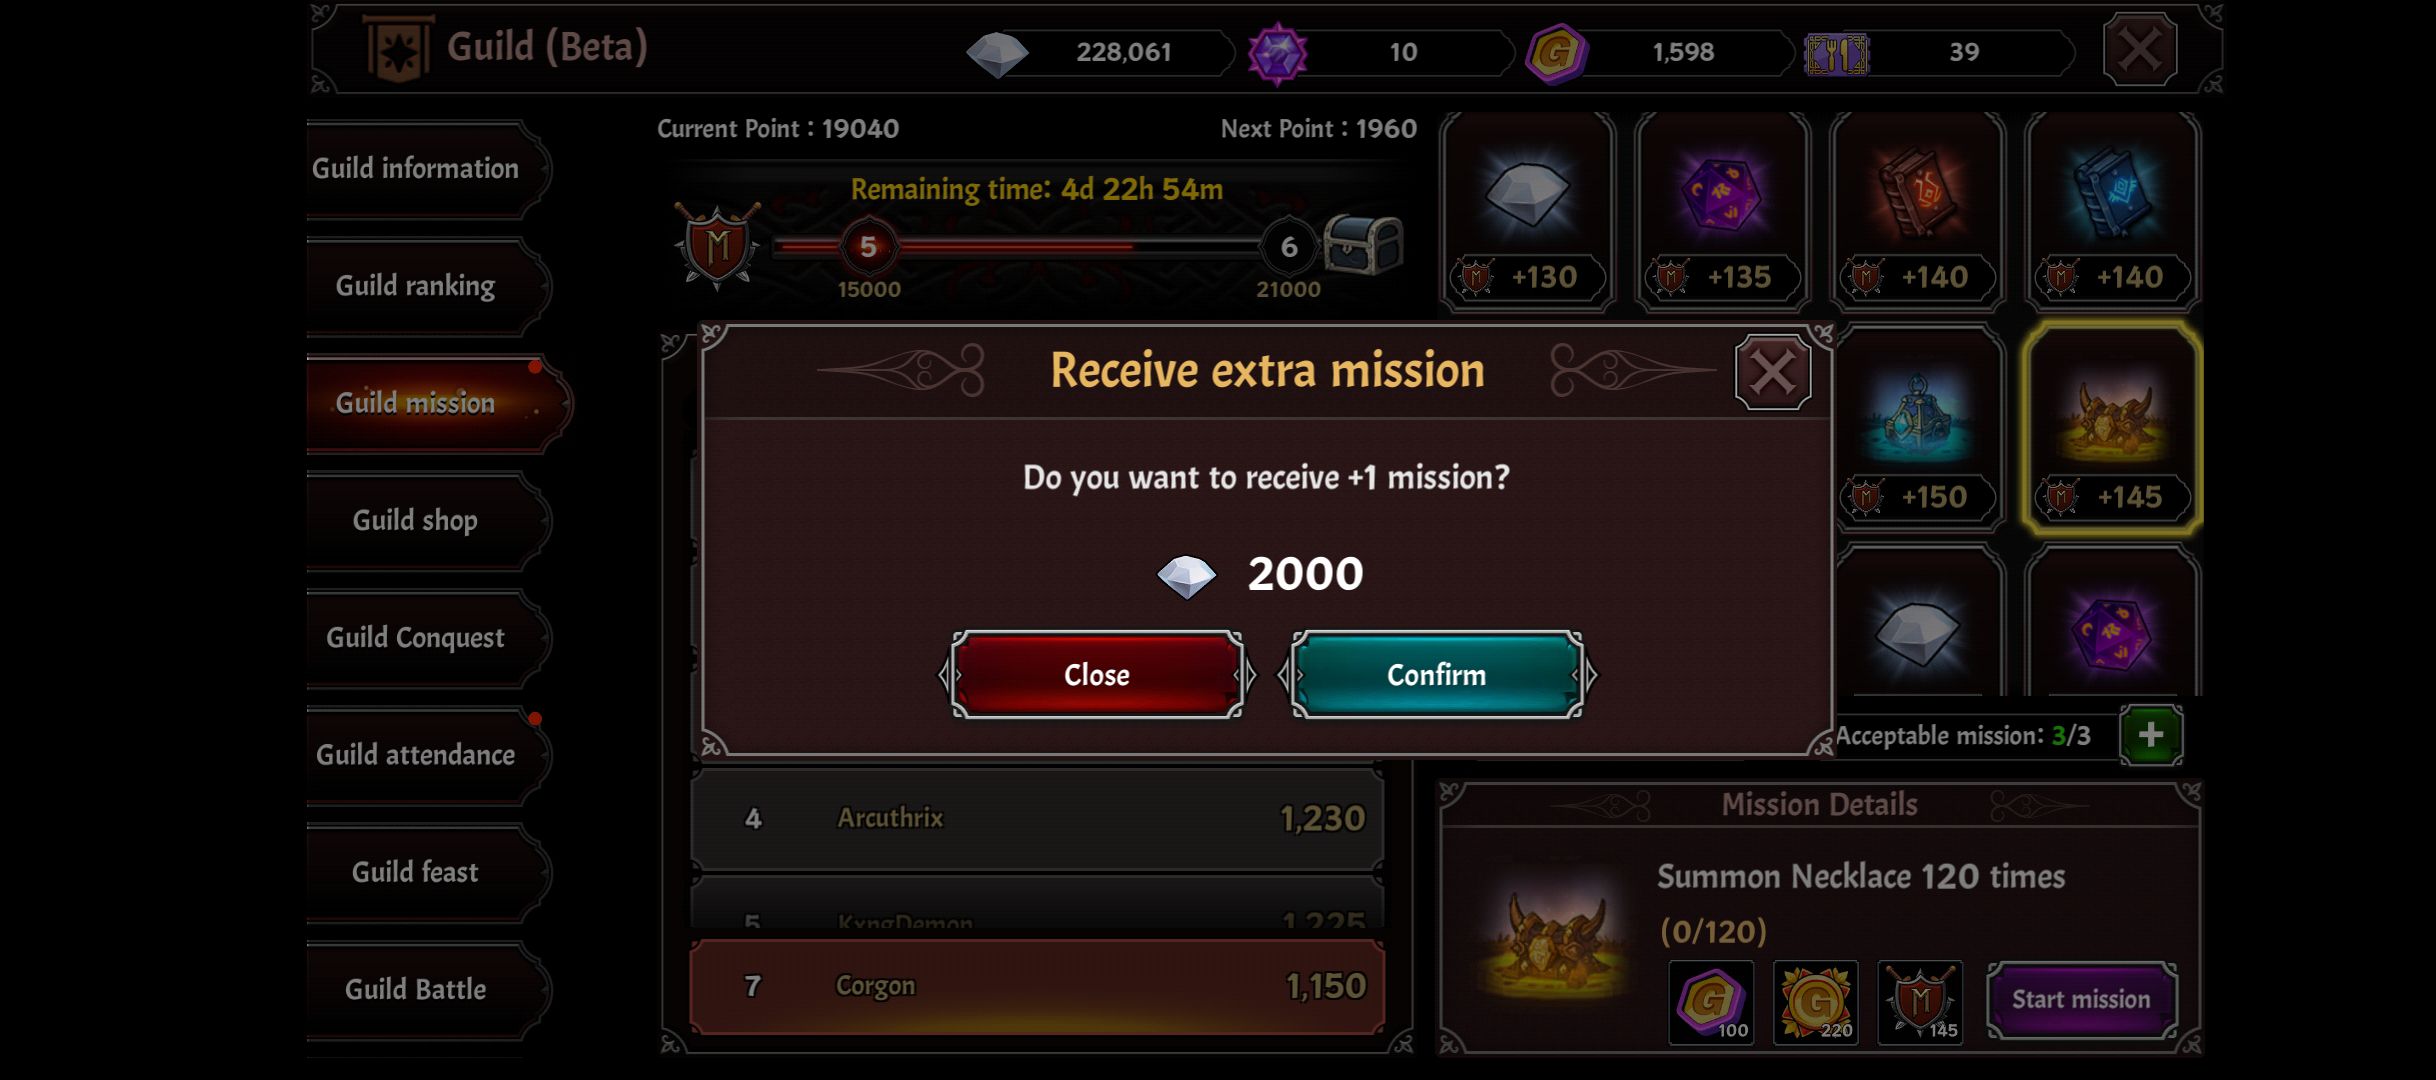 Guild (Beta)
228,061
10
1,598
39
Guild information
Guild ranking
Guild mission
Guild shop
Guild Conquest
Guild attendance
Guild feast
Guild Battle
Current Point : 19040
Next Point : 1960
Remaining time: 4d 22h 54m
M
5
6
15000
21000
+130
+135
+140
+140
+150
+145
Receive extra mission
Do you want to receive +1 mission?
2000
Close
Confirm
Acceptable mission: 3/3
+
4 Arcuthrix 1,230
5 KxngDemon 1,225
7 Corgon 1,150
Mission Details
Summon Necklace 120 times
(0/120)
G 100
G 220
M 145
Start mission